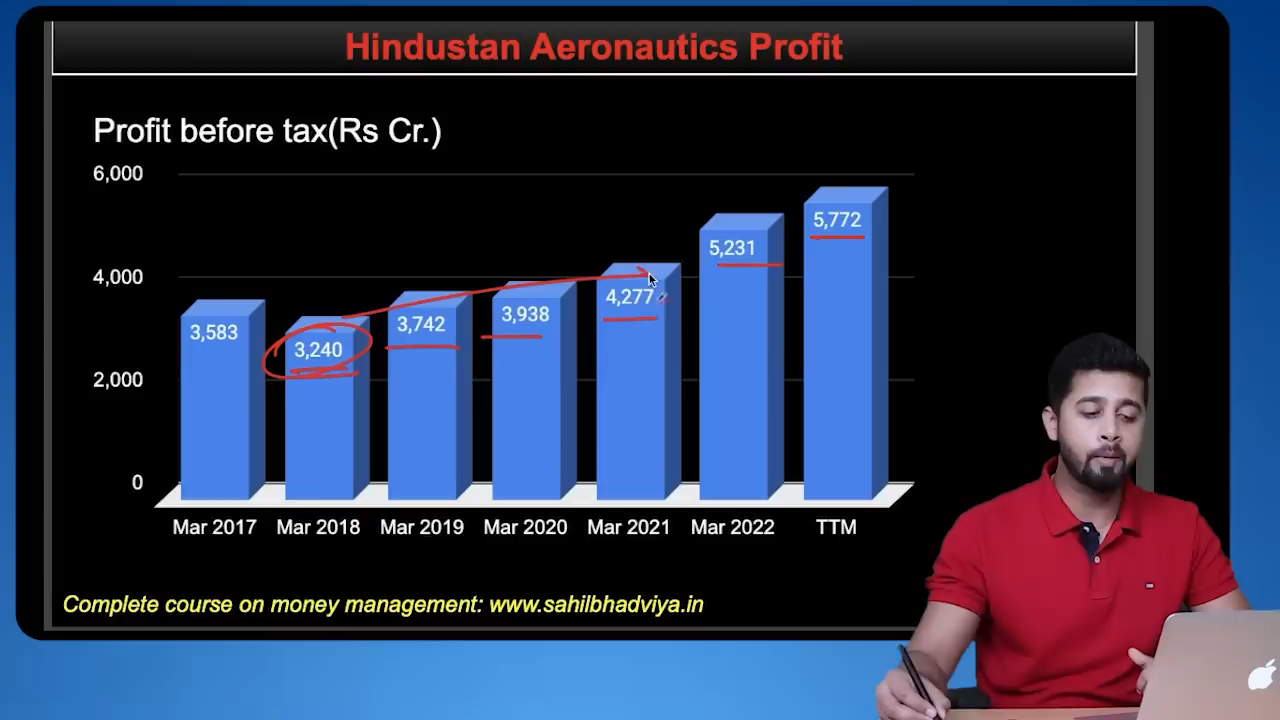 Hindustan Aeronautics Profit
Profit before tax(Rs Cr.)
6,000
4,000
2,000
0
3,583
3,240
3,742
3,938
4,277
5,231
5,772
Mar 2017
Mar 2018
Mar 2019
Mar 2020
Mar 2021
Mar 2022
TTM
Complete course on money management: www.sahilbhadviya.in